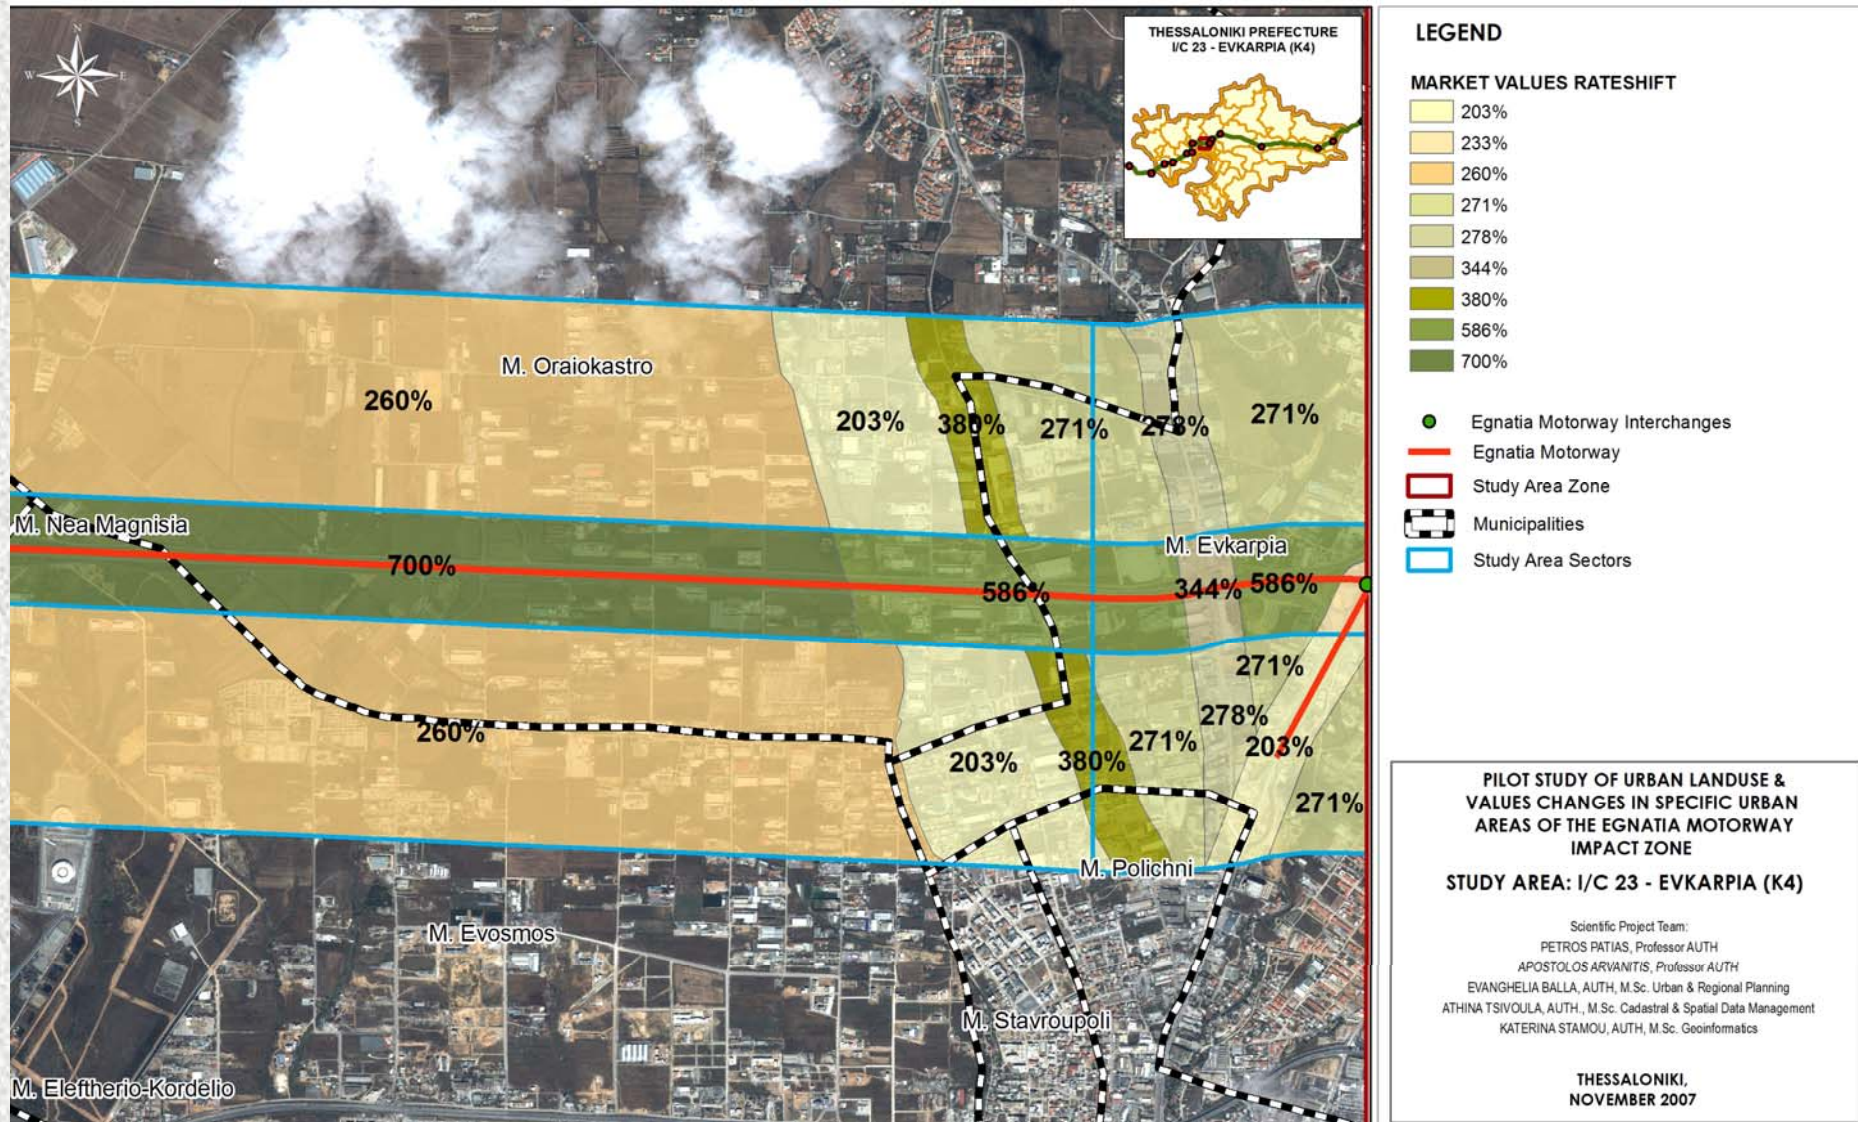 N
W
E
S
THESSALONIKI PREFECTURE
I/C 23 - EVKARPIA (K4)
M. Oraiokastro
260%
203%
380%
271%
278%
271%
M. Nea Magnisia
M. Evkarpia
700%
586%
344%
586%
271%
260%
278%
271%
203%
203%
380%
271%
M. Polichni
M. Evosmos
M. Stavroupoli
M. Eleftherio-Kordelio
LEGEND
MARKET VALUES RATESHIFT
203%
233%
260%
271%
278%
344%
380%
586%
700%
Egnatia Motorway Interchanges
Egnatia Motorway
Study Area Zone
Municipalities
Study Area Sectors
PILOT STUDY OF URBAN LANDUSE &
VALUES CHANGES IN SPECIFIC URBAN
AREAS OF THE EGNATIA MOTORWAY
IMPACT ZONE
STUDY AREA: I/C 23 - EVKARPIA (K4)
Scientific Project Team:
PETROS PATIAS, Professor AUTH
APOSTOLOS ARVANITIS, Professor AUTH
EVANGHELIA BALLA, AUTH, M.Sc. Urban & Regional Planning
ATHINA TSIVOULA, AUTH., M.Sc. Cadastral & Spatial Data Management
KATERINA STAMOU, AUTH, M.Sc. Geoinformatics
THESSALONIKI,
NOVEMBER 2007